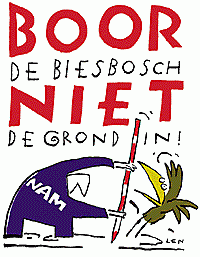 BOOR
DE BIESBOSCH
NIET
DE GROND IN!
NAM
LEN